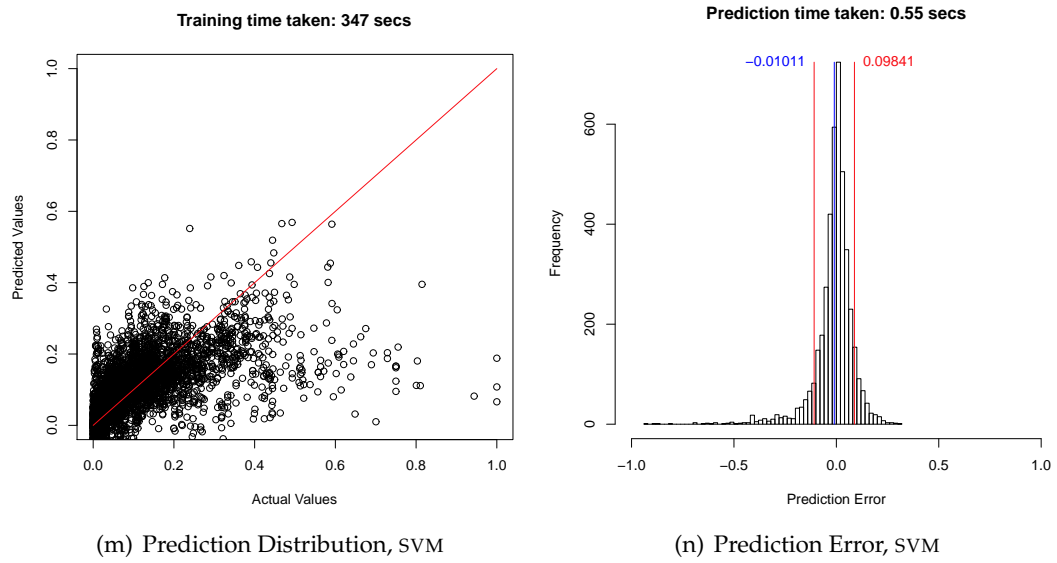 Training time taken: 347 secs
Predicted Values
1.0
0.8
0.6
0.4
0.2
0.0
0.0 0.2 0.4 0.6 0.8 1.0
Actual Values
(m) Prediction Distribution, SVM
Prediction time taken: 0.55 secs
−0.01011 0.09841
Frequency
600
400
200
0
−1.0 −0.5 0.0 0.5 1.0
Prediction Error
(n) Prediction Error, SVM